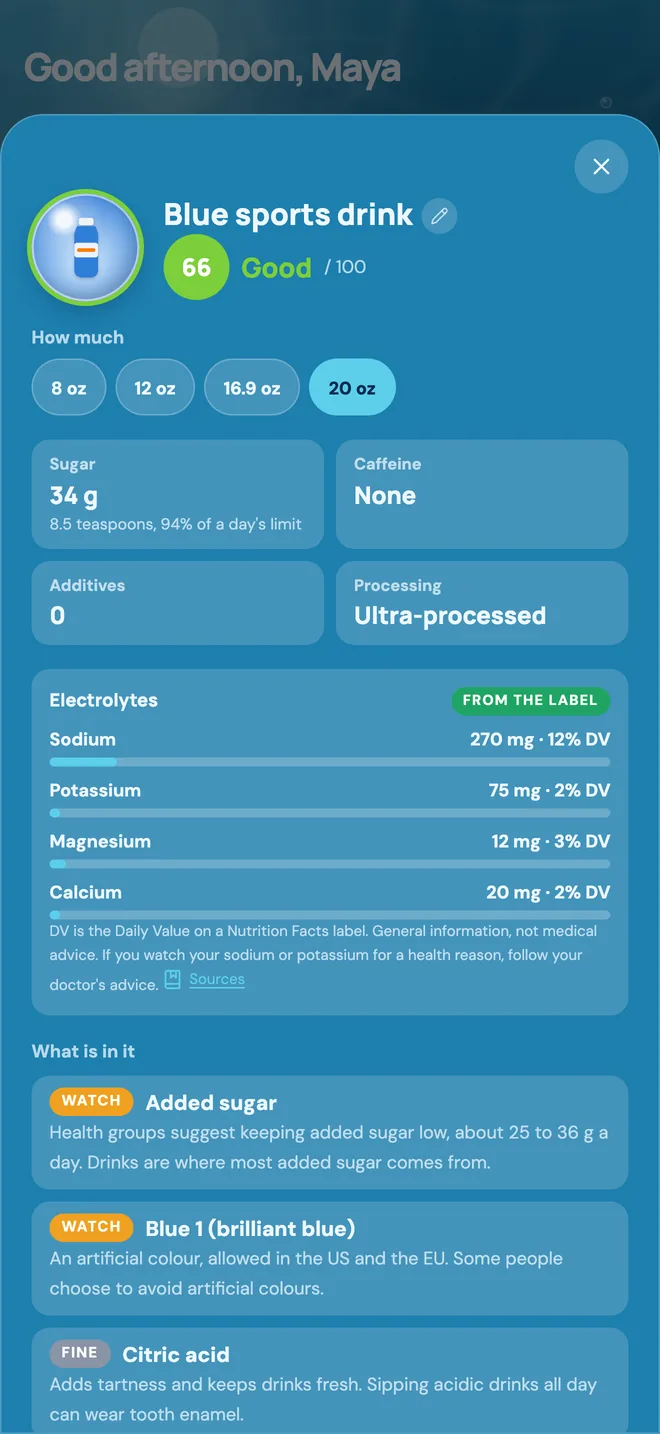 Good afternoon, Maya
Blue sports drink
66 Good / 100
How much
8 oz 12 oz 16.9 oz 20 oz
Sugar
34 g
8.5 teaspoons, 94% of a day's limit
Caffeine
None
Additives
0
Processing
Ultra-processed
Electrolytes FROM THE LABEL
Sodium 270 mg · 12% DV
Potassium 75 mg · 2% DV
Magnesium 12 mg · 3% DV
Calcium 20 mg · 2% DV
DV is the Daily Value on a Nutrition Facts label. General information, not medical
advice. If you watch your sodium or potassium for a health reason, follow your
doctor's advice. Sources
What is in it
WATCH Added sugar
Health groups suggest keeping added sugar low, about 25 to 36 g a
day. Drinks are where most added sugar comes from.
WATCH Blue 1 (brilliant blue)
An artificial colour, allowed in the US and the EU. Some people
choose to avoid artificial colours.
FINE Citric acid
Adds tartness and keeps drinks fresh. Sipping acidic drinks all day
can wear tooth enamel.